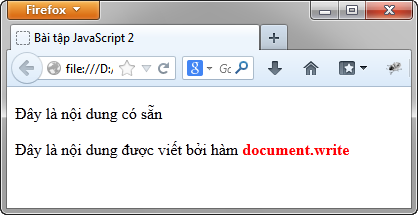 Firefox
Bài tập JavaScript 2
file:///D:/
Go
Đây là nội dung có sẵn
Đây là nội dung được viết bởi hàm document.write